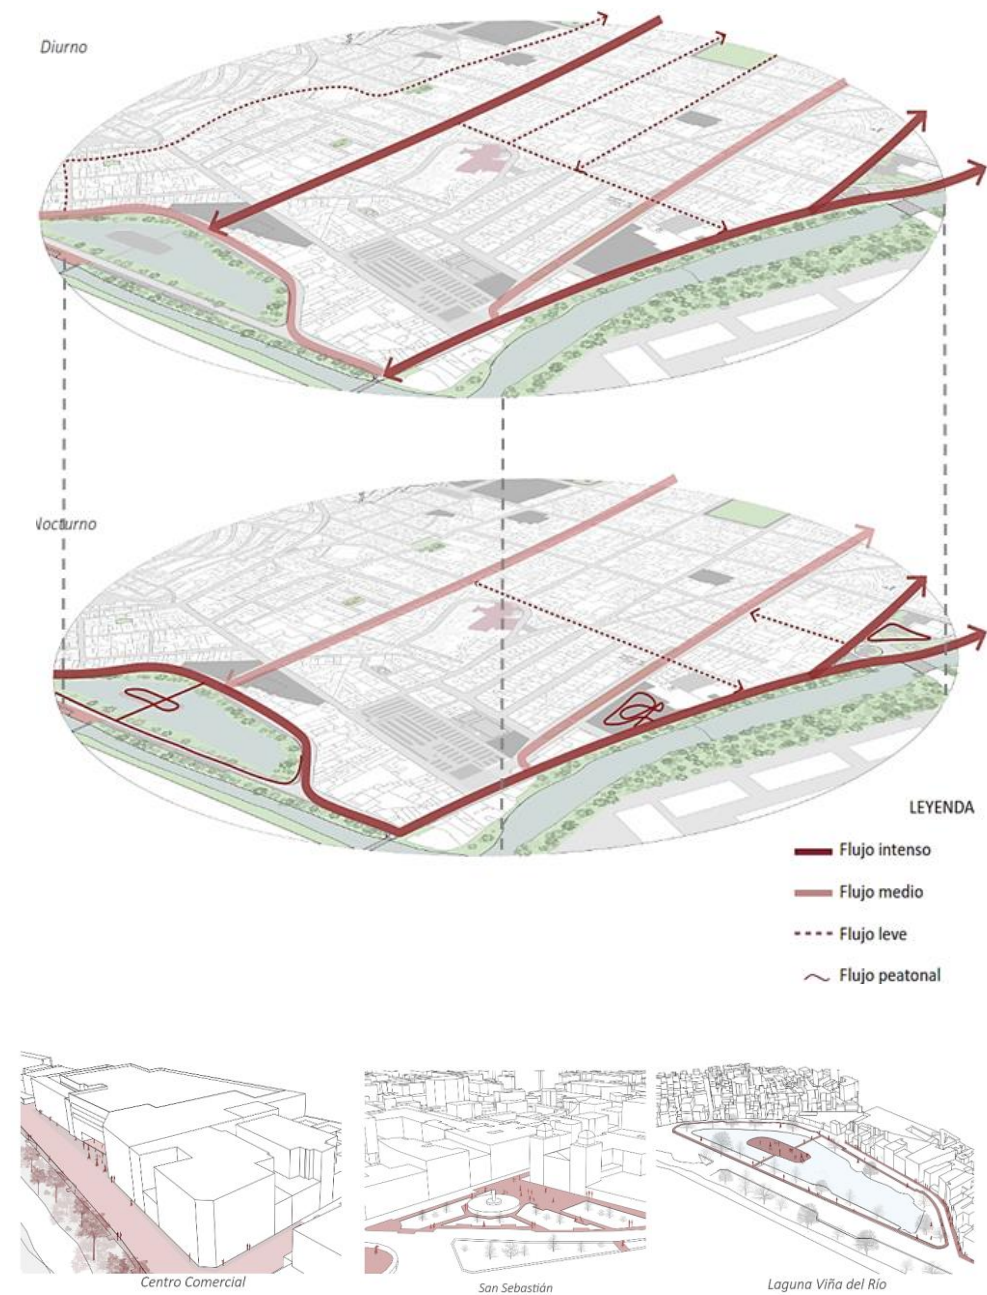 Diurno
Nocturno
LEYENDA
Flujo intenso
Flujo medio
Flujo leve
Flujo peatonal
Centro Comercial
San Sebastián
Laguna Viña del Río